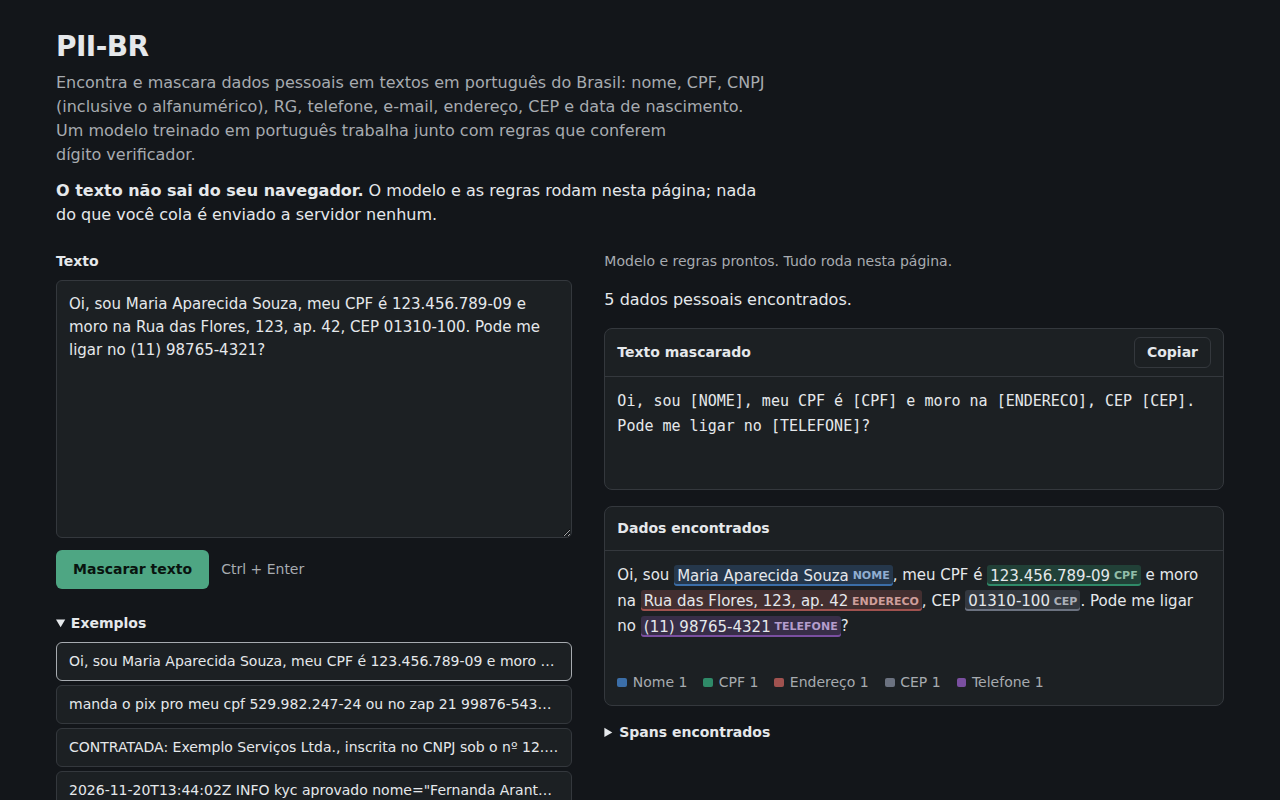 PII-BR
Encontra e mascara dados pessoais em textos em português do Brasil: nome, CPF, CNPJ
(inclusive o alfanumérico), RG, telefone, e-mail, endereço, CEP e data de nascimento.
Um modelo treinado em português trabalha junto com regras que conferem
dígito verificador.
O texto não sai do seu navegador. O modelo e as regras rodam nesta página; nada
do que você cola é enviado a servidor nenhum.
Texto
Oi, sou Maria Aparecida Souza, meu CPF é 123.456.789-09 e
moro na Rua das Flores, 123, ap. 42, CEP 01310-100. Pode me
ligar no (11) 98765-4321?
Mascarar texto
Ctrl + Enter
▼ Exemplos
Oi, sou Maria Aparecida Souza, meu CPF é 123.456.789-09 e moro ...
manda o pix pro meu cpf 529.982.247-24 ou no zap 21 99876-543...
CONTRATADA: Exemplo Serviços Ltda., inscrita no CNPJ sob o nº 12....
2026-11-20T13:44:02Z INFO kyc aprovado nome="Fernanda Arant...
Modelo e regras prontos. Tudo roda nesta página.
5 dados pessoais encontrados.
Texto mascarado
Copiar
Oi, sou [NOME], meu CPF é [CPF] e moro na [ENDERECO], CEP [CEP].
Pode me ligar no [TELEFONE]?
Dados encontrados
Oi, sou Maria Aparecida Souza NOME, meu CPF é 123.456.789-09 CPF e moro
na Rua das Flores, 123, ap. 42 ENDERECO, CEP 01310-100 CEP. Pode me ligar
no (11) 98765-4321 TELEFONE?
Nome 1 CPF 1 Endereço 1 CEP 1 Telefone 1
▶ Spans encontrados